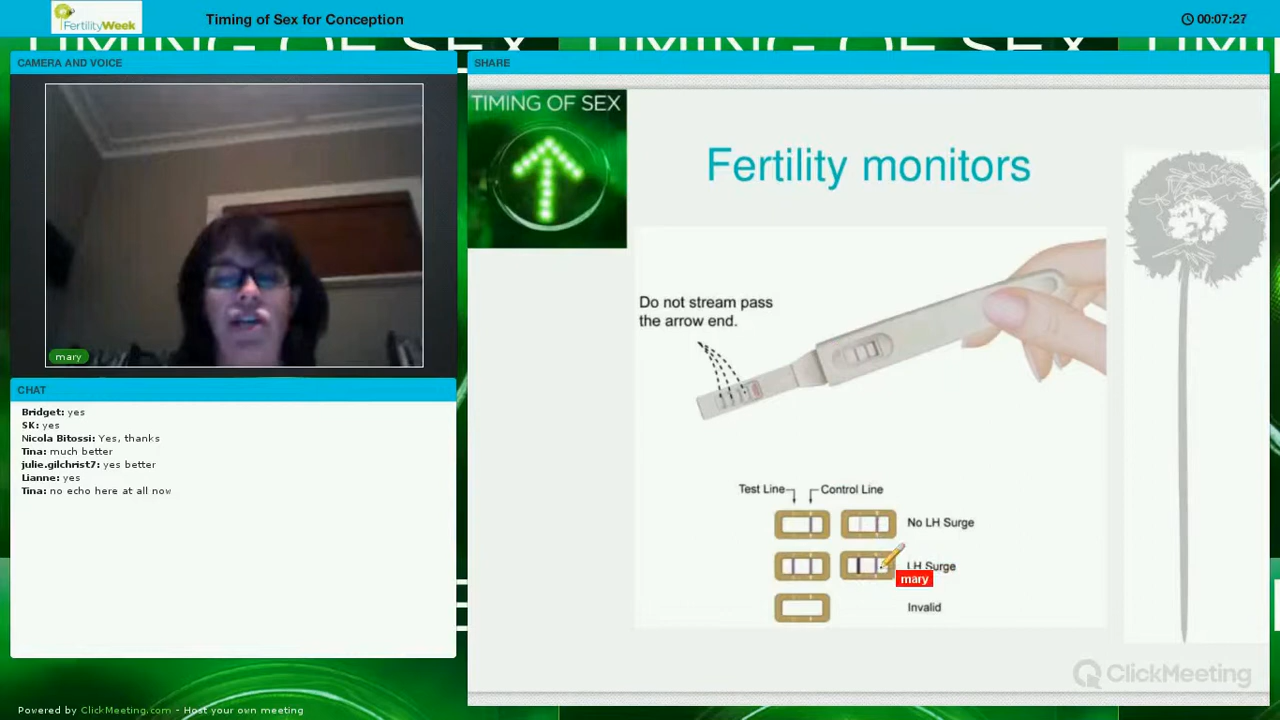 FertilityWeek
Timing of Sex for Conception
00:07:27
TIMING OF SEX
CAMERA AND VOICE
SHARE
mary
CHAT
Bridget: yes
SK: yes
Nicola Bitossi: Yes, thanks
Tina: much better
julie.gilchrist7: yes better
Lianne: yes
Tina: no echo here at all now
TIMING OF SEX
Fertility monitors
Do not stream pass
the arrow end.
Test Line
Control Line
No LH Surge
LH Surge
mary
Invalid
ClickMeeting
Powered by ClickMeeting.com - Host your own meeting